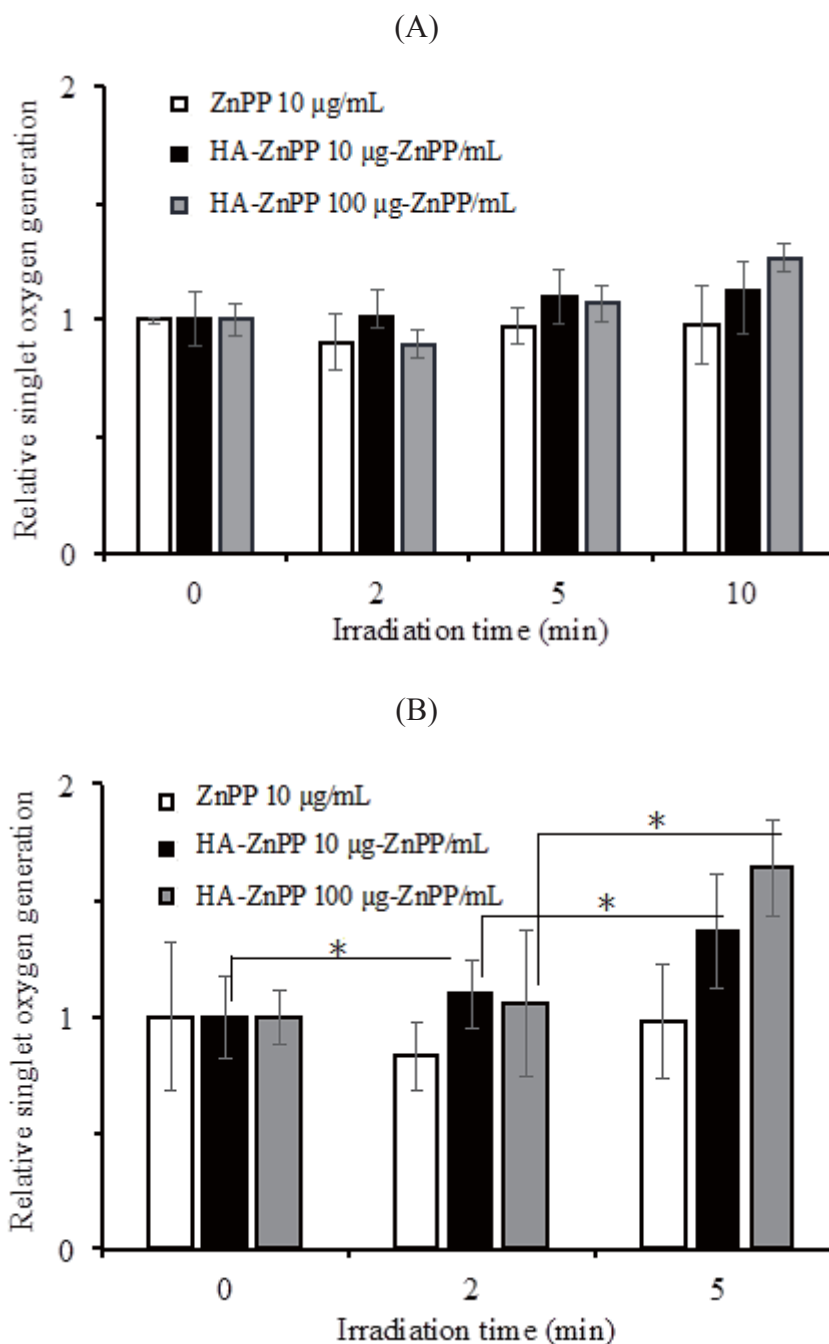 (A)
2
ZnPP 10 μg/mL
HA-ZnPP 10 μg-ZnPP/mL
HA-ZnPP 100 μg-ZnPP/mL
Relative singlet oxygen generation
1
0
0 2 5 10
Irradiation time (min)
(B)
2
ZnPP 10 μg/mL
HA-ZnPP 10 μg-ZnPP/mL
HA-ZnPP 100 μg-ZnPP/mL
*
*
*
Relative singlet oxygen generation
1
0
0 2 5
Irradiation time (min)